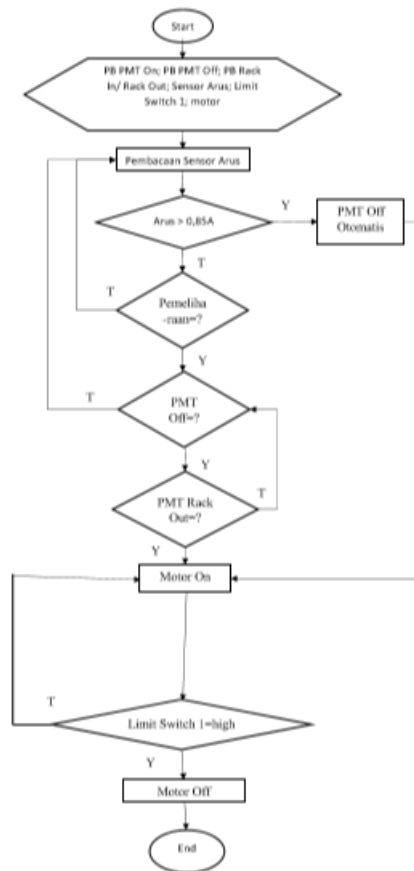 Start
PB PMT On; PB PMT Off; PB Rack
In/ Rack Out; Sensor Arus; Limit
Switch 1; motor
Pembacaan Sensor Arus
Arus > 0,85A
Y
PMT Off
Otomatis
T
Pemeliha
-raan=?
T
Y
PMT
Off=?
T
Y
PMT Rack
Out=?
T
Y
Motor On
T
Limit Switch 1=high
Y
Motor Off
End